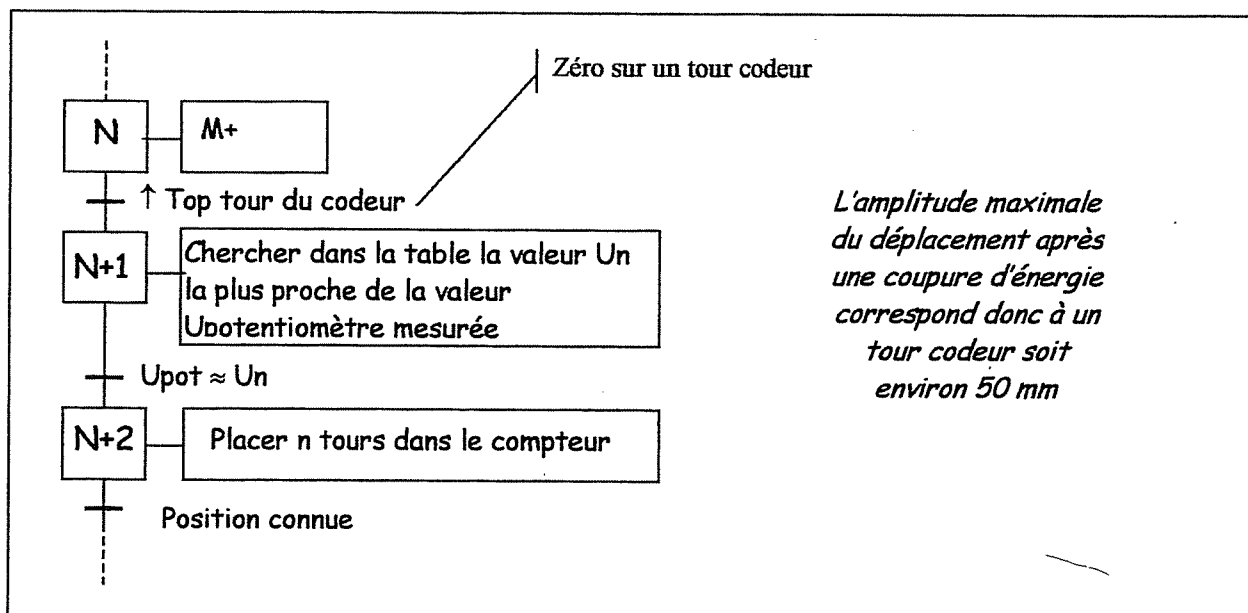 Zéro sur un tour codeur
N
M+
↑ Top tour du codeur
N+1
Chercher dans la table la valeur Un
la plus proche de la valeur
Upotentiomètre mesurée
Upot ≈ Un
N+2
Placer n tours dans le compteur
Position connue
L'amplitude maximale
du déplacement après
une coupure d'énergie
correspond donc à un
tour codeur soit
environ 50 mm